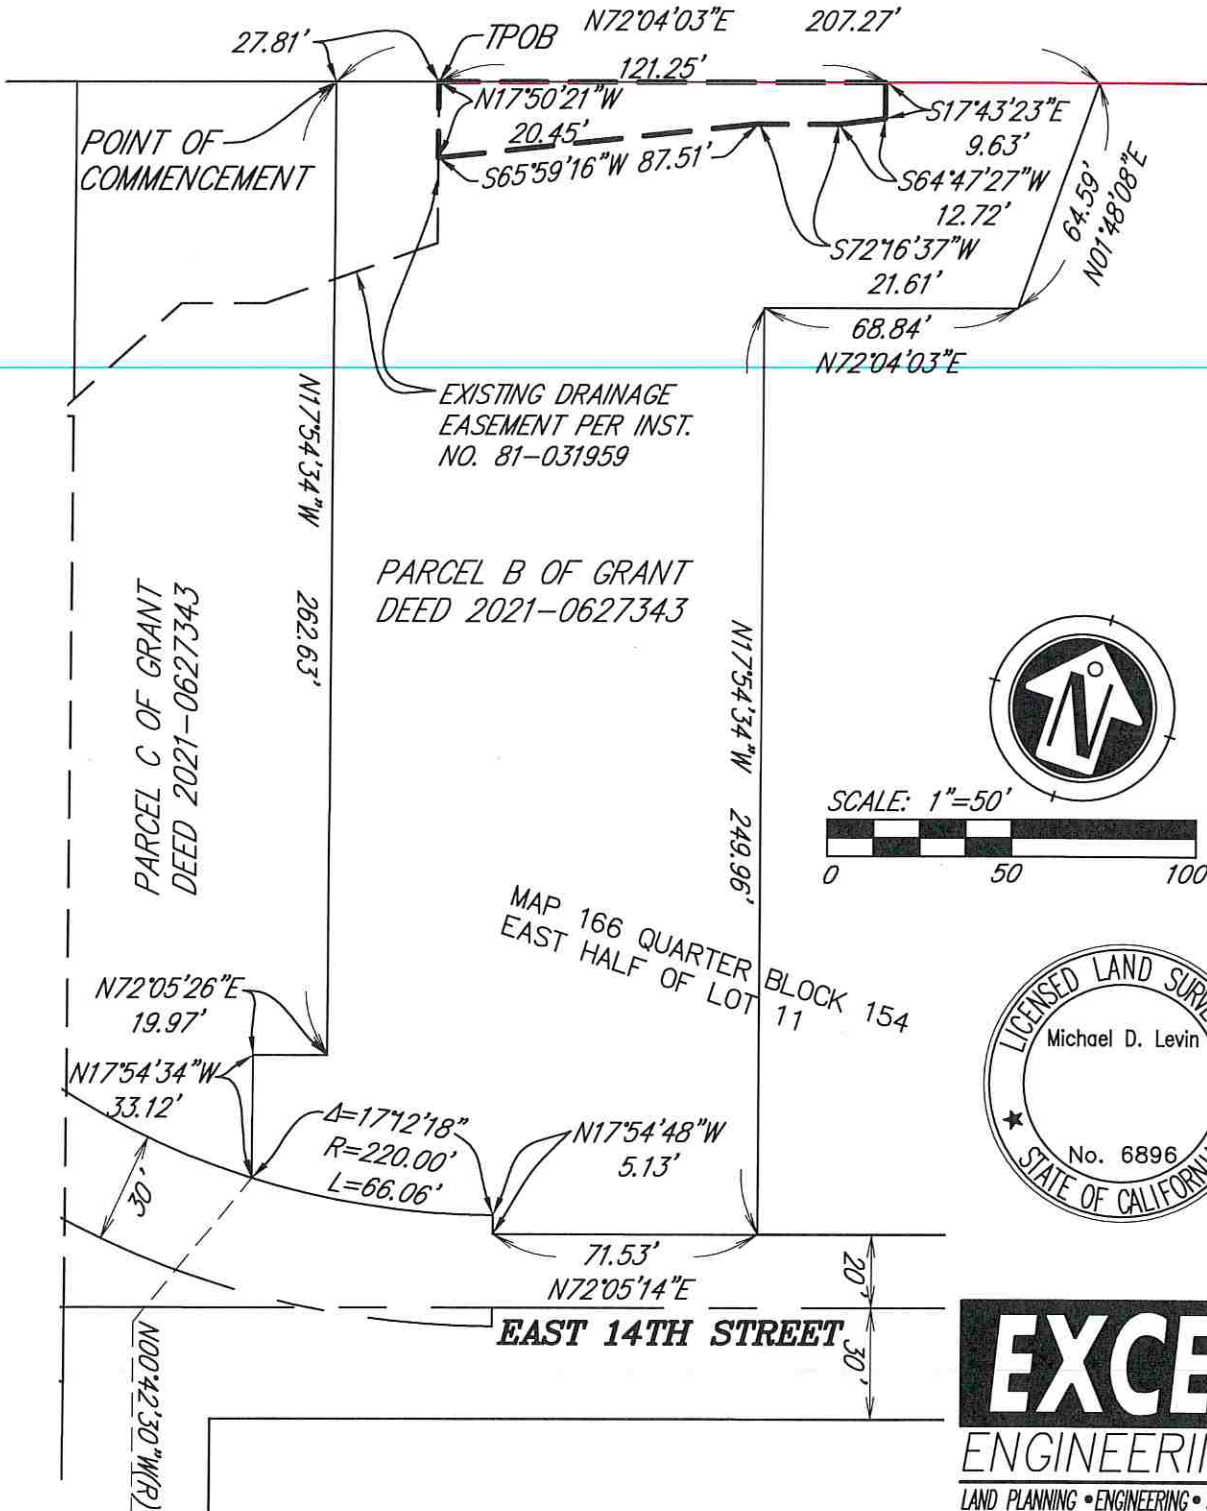 N72°04'03"E 207.27'
27.81'
TPOB
121.25'
N17°50'21"W
20.45'
POINT OF
COMMENCEMENT
S65°59'16"W 87.51'
S17°43'23"E
9.63'
S64°47'27"W
12.72'
S72°16'37"W
21.61'
64.59'
N01°48'08"E
68.84'
N72°04'03"E
EXISTING DRAINAGE
EASEMENT PER INST.
NO. 81-031959
N17°54'34"W 262.63'
PARCEL B OF GRANT
DEED 2021-0627343
PARCEL C OF GRANT
DEED 2021-0627343
N17°54'34"W 249.96'
N
SCALE: 1"=50'
0 50 100
MAP 166 QUARTER BLOCK 154
EAST HALF OF LOT 11
LICENSED LAND
Michael D. Levin
No. 6896
STATE OF
N72°05'26"E
19.97'
N17°54'34"W
33.12'
Δ=17°12'18"
R=220.00'
L=66.06'
N17°54'48"W
5.13'
30'
71.53'
N72°05'14"E
20'
EAST 14TH STREET
30'
N00°42'30"W(R)
EXCE
ENGINEERI
LAND PLANNING • ENGINEERING •